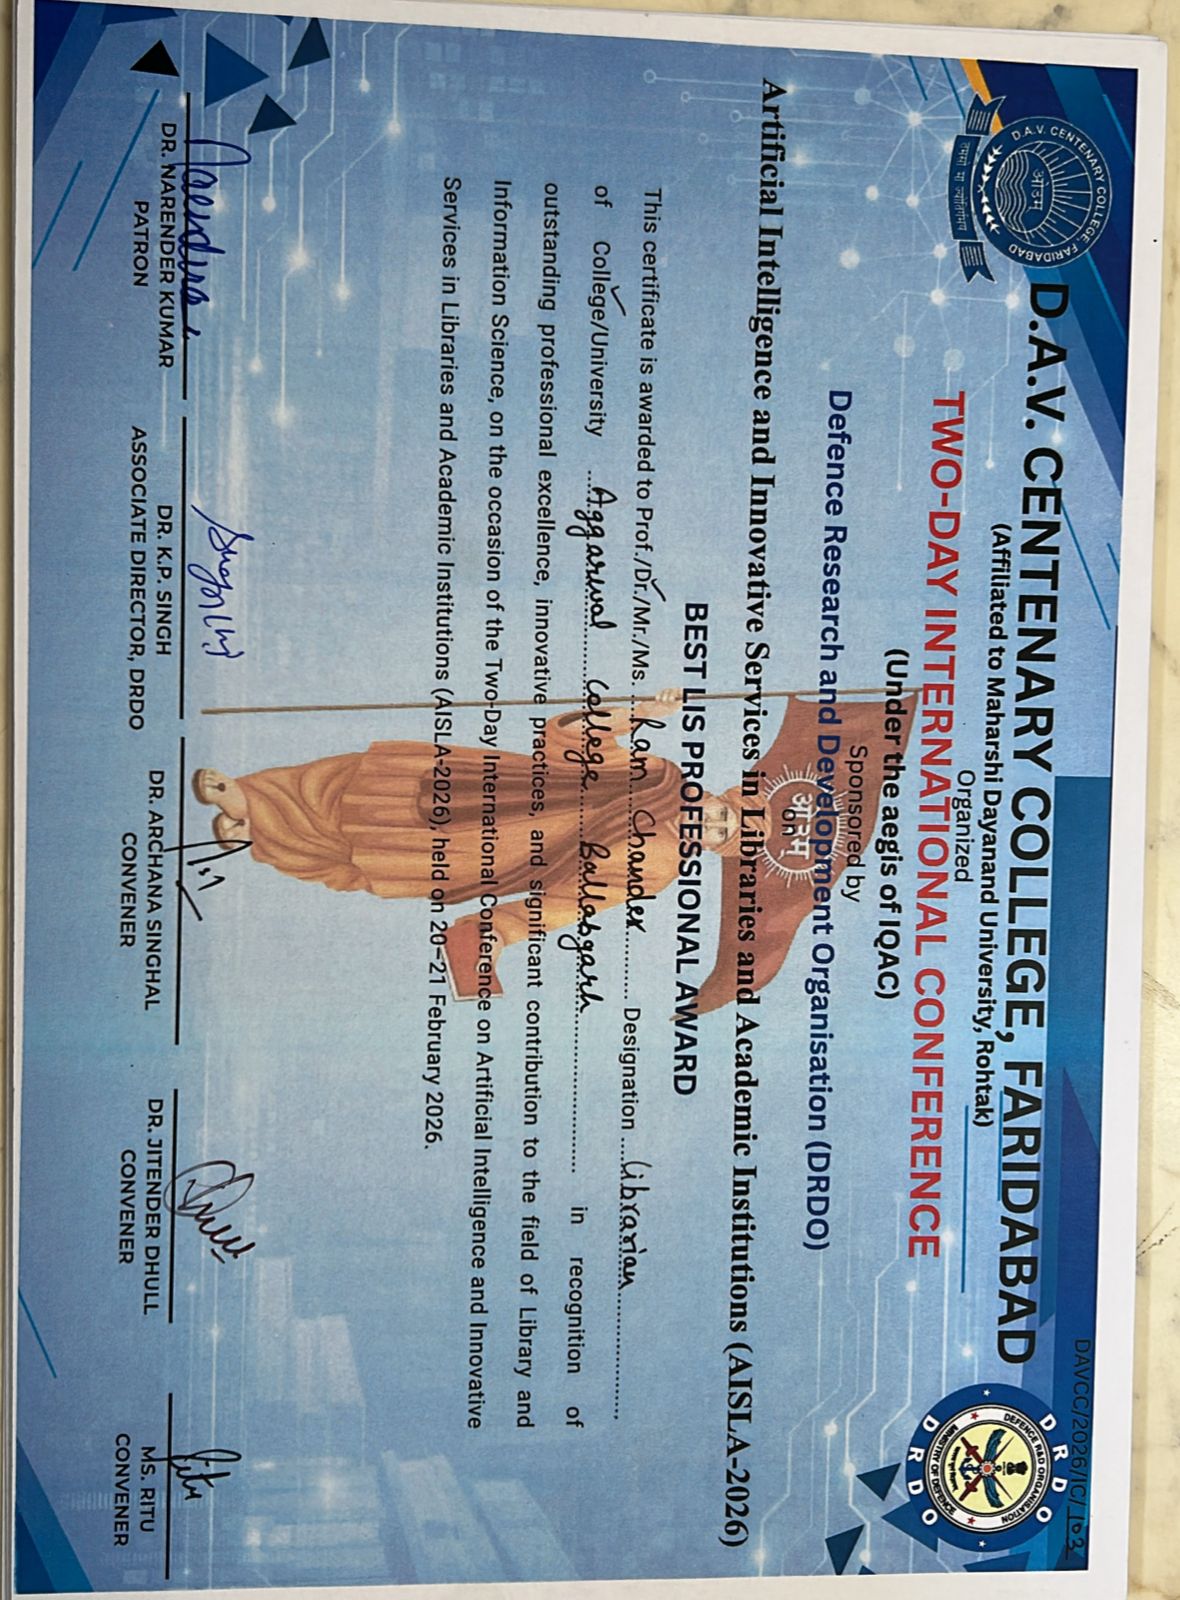 DAVCC/2026/IC/103
D.A.V. CENTENARY COLLEGE, FARIDABAD
(Affiliated to Maharshi Dayanand University, Rohtak)
Organized
TWO-DAY INTERNATIONAL CONFERENCE
(Under the aegis of IQAC)
Sponsored by
Defence Research and Development Organisation (DRDO)
on
Artificial Intelligence and Innovative Services in Libraries and Academic Institutions (AISLA-2026)
BEST LIS PROFESSIONAL AWARD
This certificate is awarded to Prof./Dr./Mr./Ms. ....Ram Chander........ Designation ....Librarian....................,
of College/University ....Aggarwal College Ballabgarh........................ in recognition of
outstanding professional excellence, innovative practices, and significant contribution to the field of Library and
Information Science, on the occasion of the Two-Day International Conference on Artificial Intelligence and Innovative
Services in Libraries and Academic Institutions (AISLA-2026), held on 20–21 February 2026.
DR. NARENDER KUMAR
PATRON
DR. K.P. SINGH
ASSOCIATE DIRECTOR, DRDO
DR. ARCHANA SINGHAL
CONVENER
DR. JITENDER DHULL
CONVENER
Ritu
MS. RITU
CONVENER
D.A.V. CENTENARY COLLEGE, FARIDABAD
ओ३म्
तमसो मा ज्योतिर्गमय
DRDO
DEFENCE R&D ORGANISATION
MINISTRY OF DEFENCE
DRDO
ओ३म्